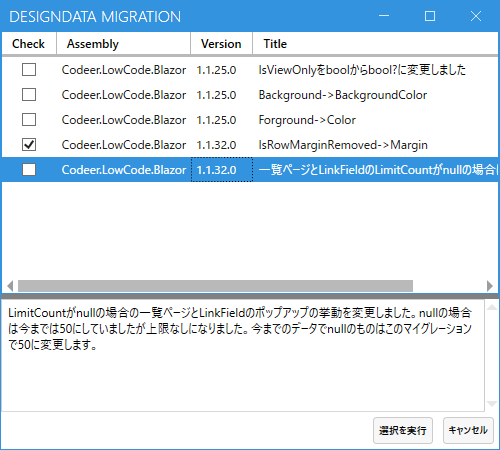 DESIGNDATA MIGRATION
Check Assembly Version Title
Codeer.LowCode.Blazor 1.1.25.0 IsViewOnlyをboolからbool?に変更しました
Codeer.LowCode.Blazor 1.1.25.0 Background->BackgroundColor
Codeer.LowCode.Blazor 1.1.25.0 Forground->Color
Codeer.LowCode.Blazor 1.1.32.0 IsRowMarginRemoved->Margin
Codeer.LowCode.Blazor 1.1.32.0 一覧ページとLinkFieldのLimitCountがnullの場合に
LimitCountがnullの場合の一覧ページとLinkFieldのポップアップの挙動を変更しました。nullの場合
は今までは50にしていましたが上限なしになりました。今までのデータでnullのものはこのマイグレーション
で50に変更します。
選択を実行 キャンセル